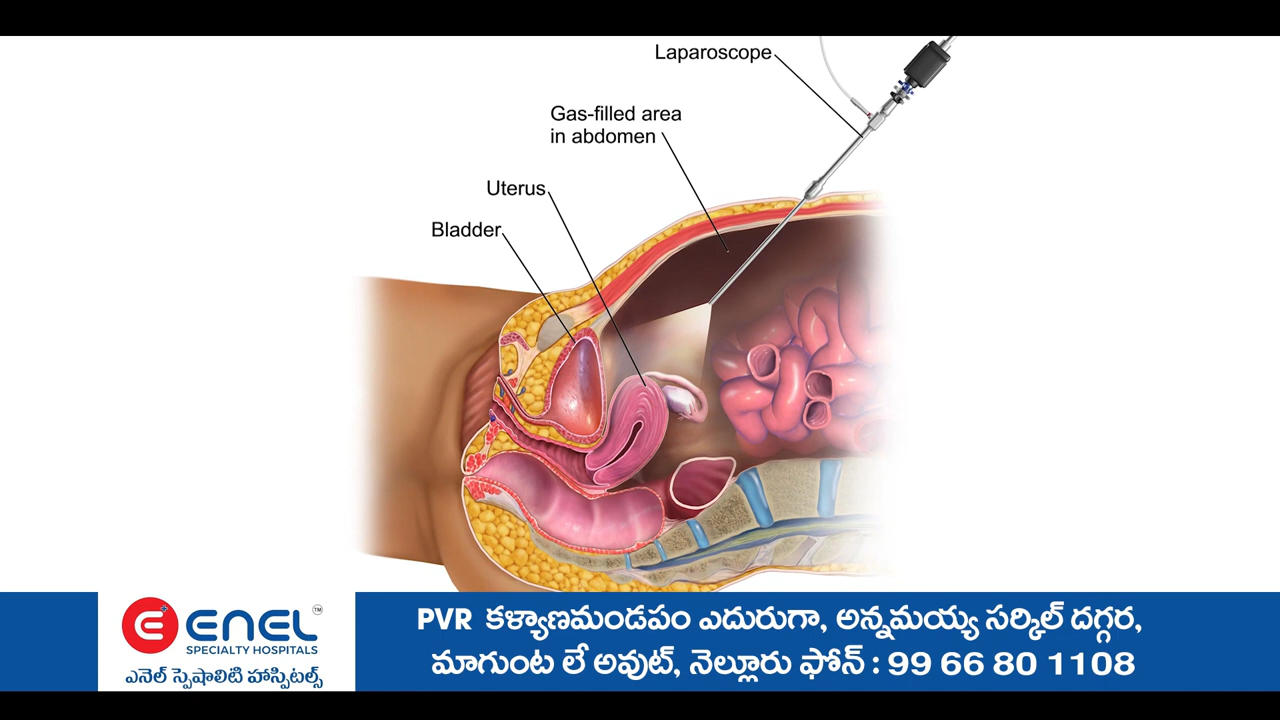 Laparoscope
Gas-filled area
in abdomen
Uterus
Bladder
ENEL TM
SPECIALTY HOSPITALS
ఎనెల్ స్పెషాలిటి హాస్పిటల్స్
PVR కళ్యాణమండపం ఎదురుగా, అన్నమయ్య సర్కిల్ దగ్గర,
మాగుంట లే అవుట్, నెల్లూరు ఫోన్ : 99 66 80 1108